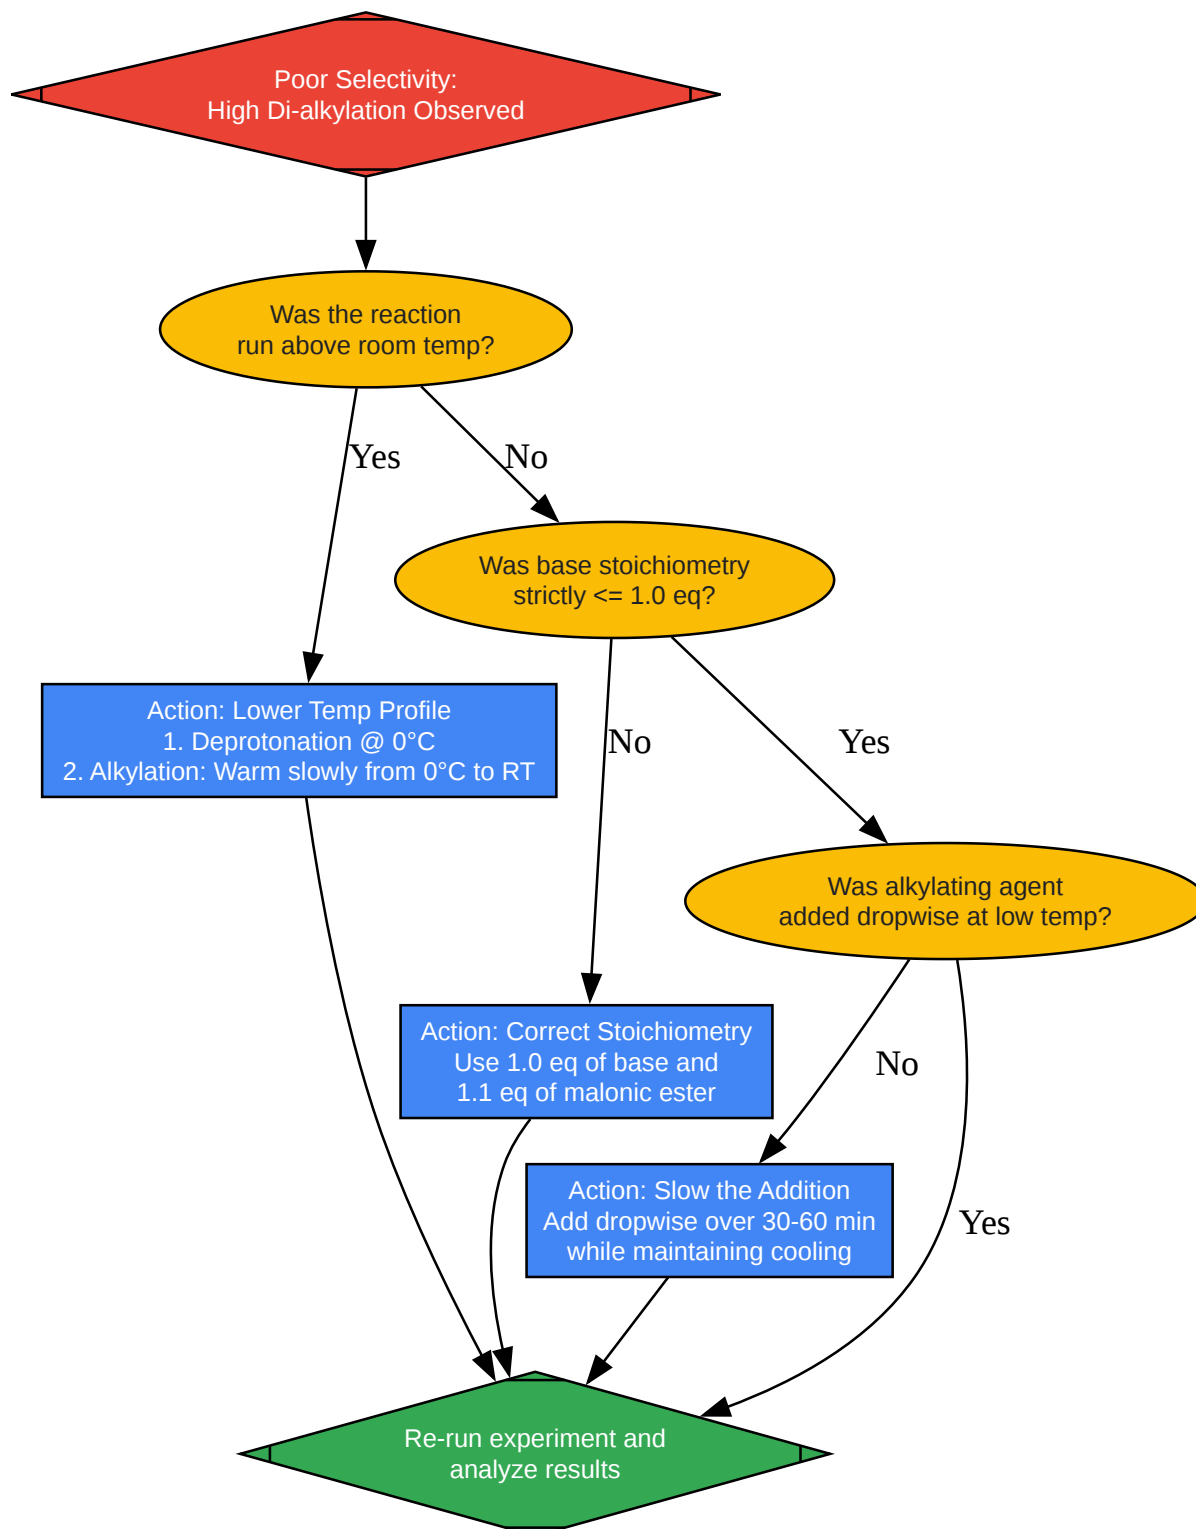 Poor Selectivity:
High Di-alkylation Observed
Was the reaction
run above room temp?
Yes
No
Was base stoichiometry
strictly <= 1.0 eq?
Action: Lower Temp Profile
1. Deprotonation @ 0°C
2. Alkylation: Warm slowly from 0°C to RT
No
Yes
Was alkylating agent
added dropwise at low temp?
Action: Correct Stoichiometry
Use 1.0 eq of base and
1.1 eq of malonic ester
No
Action: Slow the Addition
Add dropwise over 30-60 min
while maintaining cooling
Yes
Re-run experiment and
analyze results